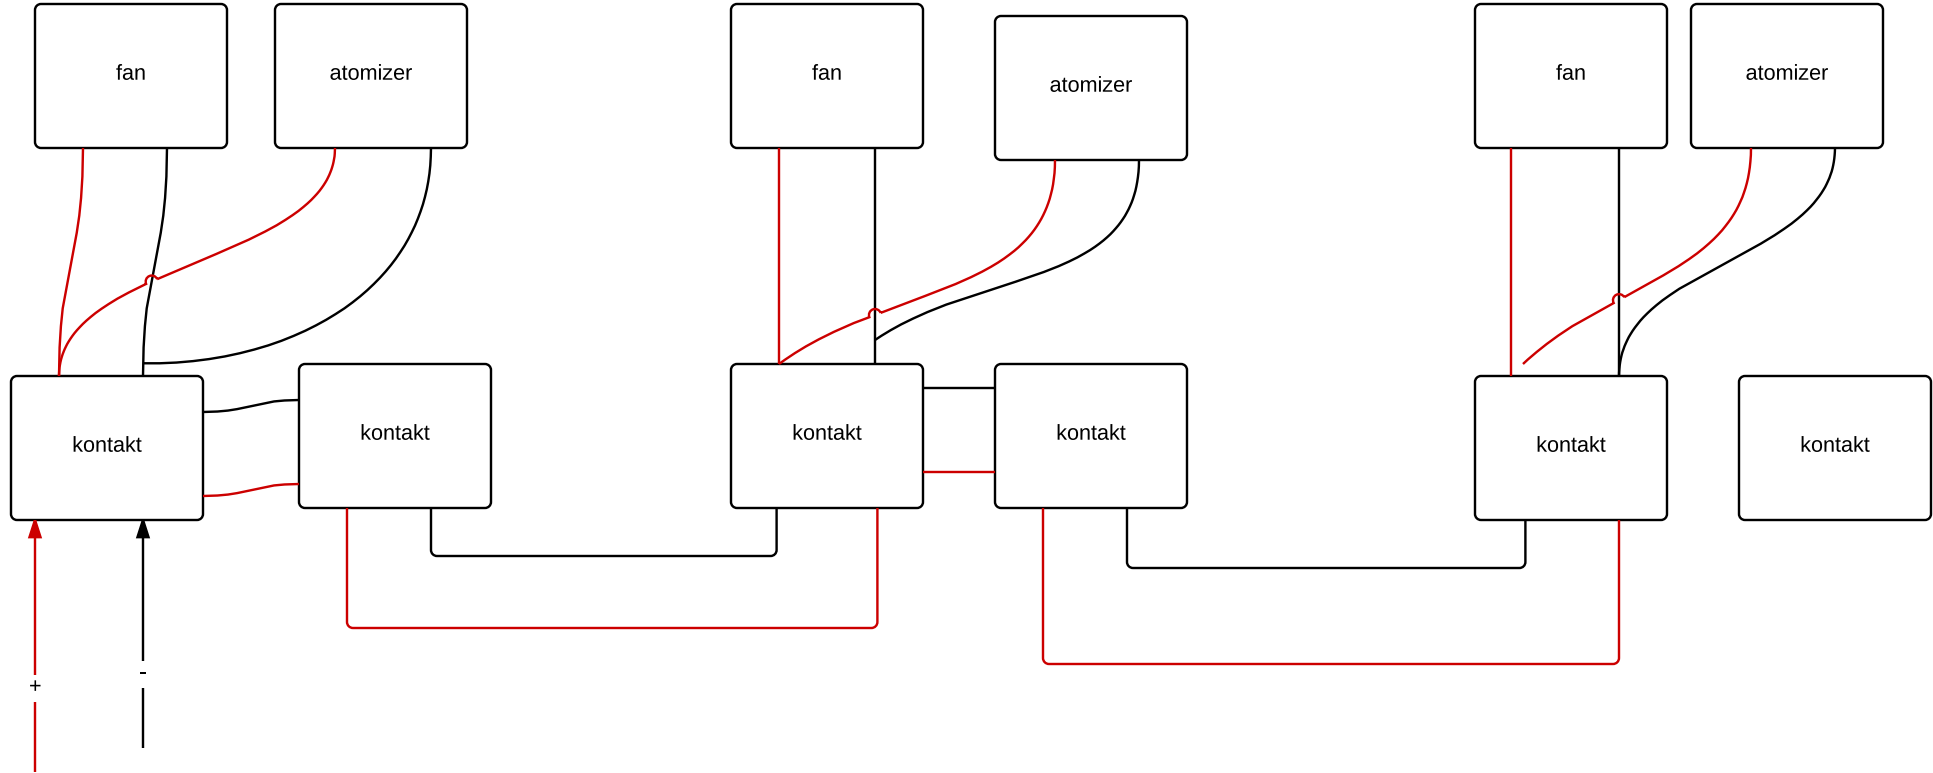 fan
atomizer
fan
atomizer
fan
atomizer
kontakt
kontakt
kontakt
kontakt
kontakt
kontakt
+
-